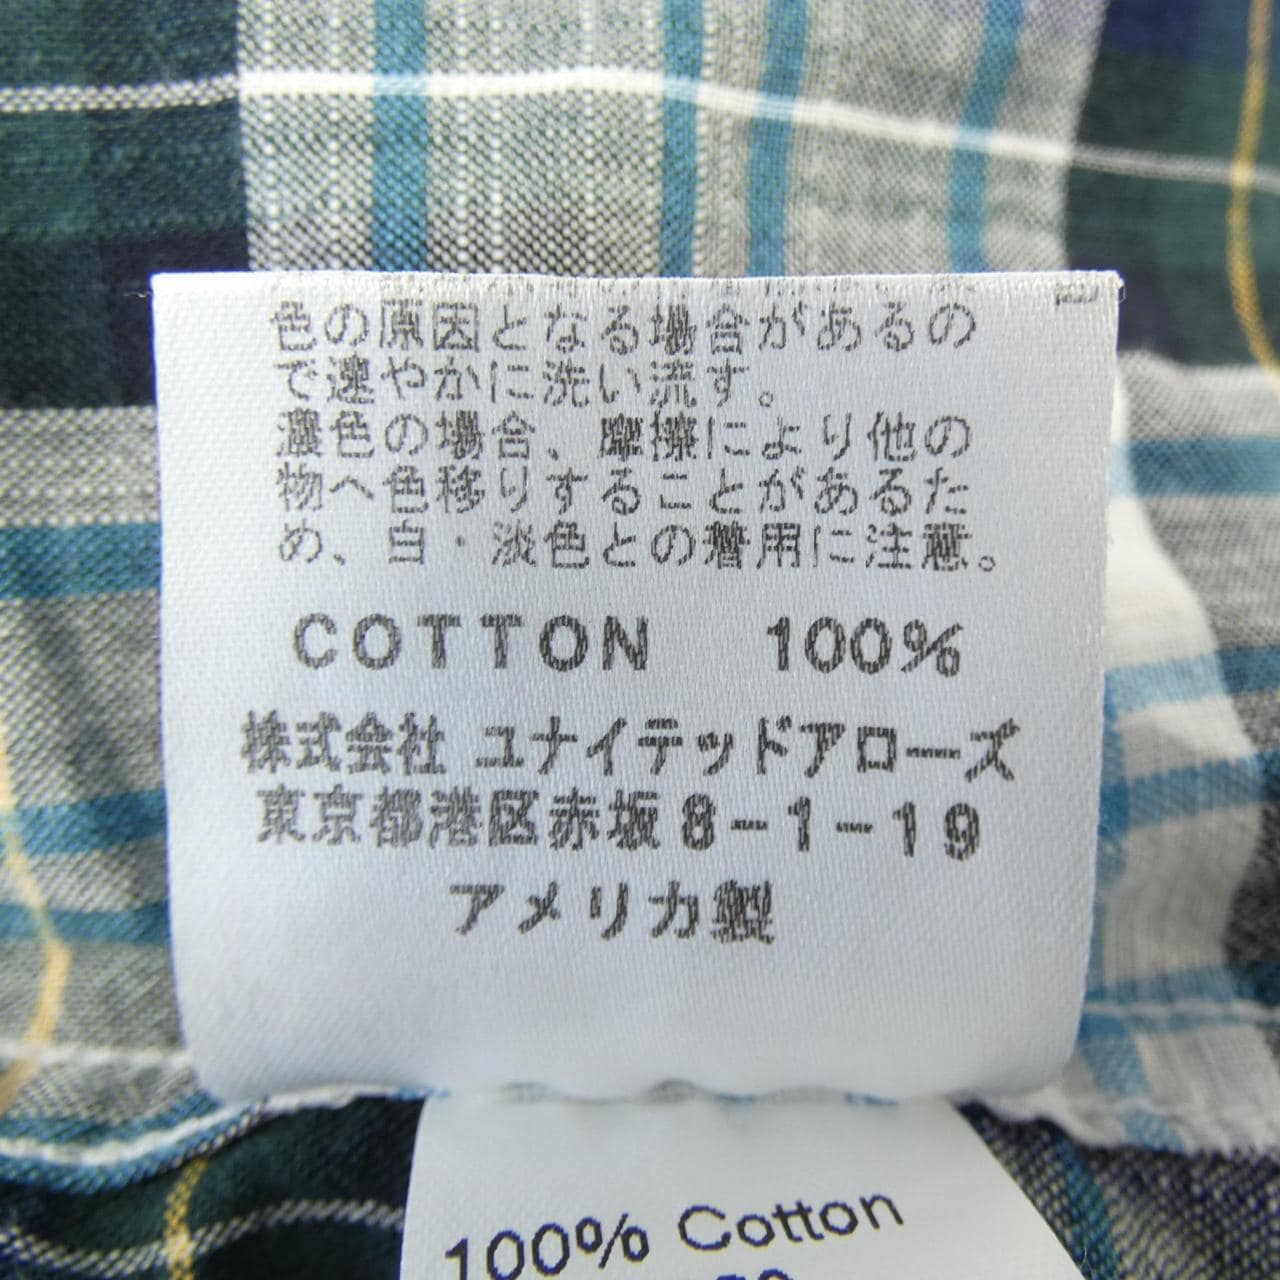 色の原因となる場合があるの
で速やかに洗い流す。
濃色の場合、摩擦により他の
物へ色移りすることがあるた
め、白・淡色との着用に注意。
COTTON 100%
株式会社 ユナイテッドアローズ
東京都港区赤坂8-1-19
アメリカ製
100% Cotton